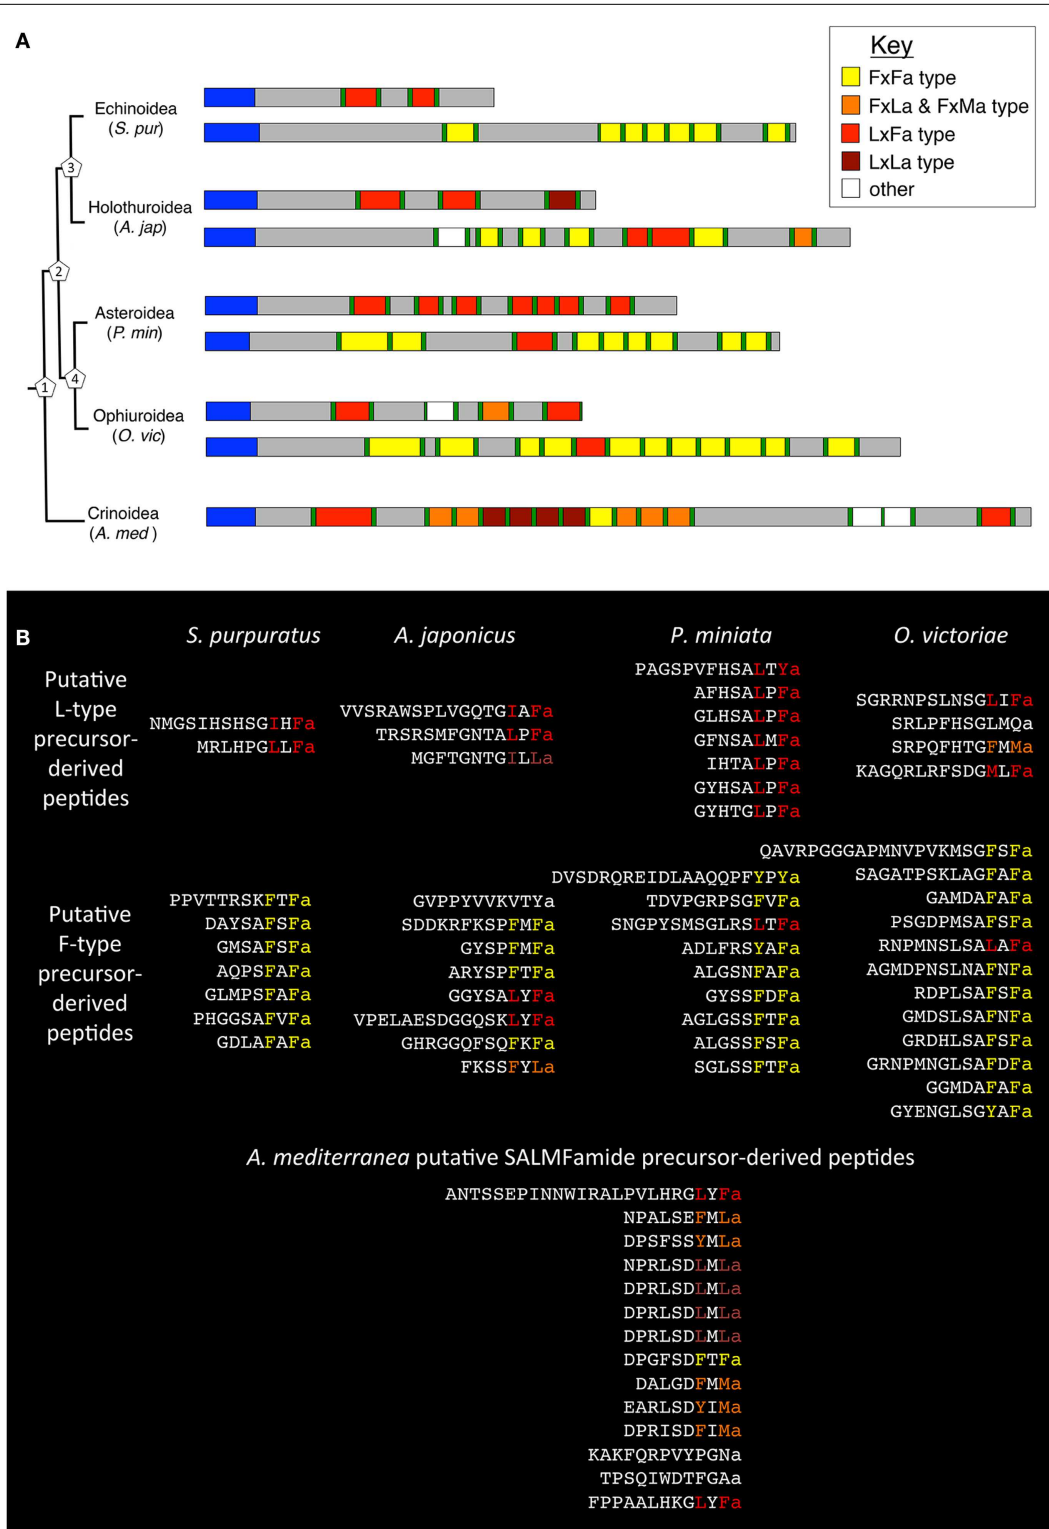 A
Key
FxFa type
FxLa & FxMa type
LxFa type
LxLa type
other
Echinoidea
(S. pur)
3
Holothuroidea
(A. jap)
2
Asteroidea
(P. min)
1
4
Ophiuroidea
(O. vic)
Crinoidea
(A. med )
B
S. purpuratus
A. japonicus
P. miniata
O. victoriae
Putative
L-type
precursor-
derived
peptides
NMGSIHSHSGIHFa
MRLHPGLLFa
VVSRAWSPLVGQTGIAFa
TRSRSMFGNTALPFa
MGFTGNTGILLa
PAGSPVFHSALTYa
AFHSALPFa
GLHSALPFa
GFNSALMFa
IHTALPFa
GYHSALPFa
GYHTGLPFa
SGRRNPSLNSGLIFa
SRLPFHSGLMQa
SRPQFHTGFMMa
KAGQRLRFSDGMLFa
Putative
F-type
precursor-
derived
peptides
PPVTTRSKFTFa
DAYSAFSFa
GMSAFSFa
AQPSFAFa
GLMPSFAFa
PHGGSAFVFa
GDLAFAFa
GVPPYVVKVTYa
SDDKRFKSPFMFa
GYSPFMFa
ARYSPFTFa
GGYSALYFa
VPELAESDGGQSKLYFa
GHRGGQFSQFKFa
FKSSFYLa
DVSDRQREIDLAAQQPFYPYa
TDVPGRPSGFVFa
SNGPYSMSGLRSLTFa
ADLFRSYAFa
ALGSNFAFa
GYSSFDFa
AGLGSSFTFa
ALGSSFSFa
SGLSSFTFa
QAVRPGGGAPMNVPVKMSGFSFa
SAGATPSKLAGFAFa
GAMDAFAFa
PSGDPMSAFSFa
RNPMNSLSALAFa
AGMDPNSLNAFNFa
RDPLSAFSFa
GMDSLSAFNFa
GRDHLSAFSFa
GRNPMNGLSAFDFa
GGMDAFAFa
GYENGLSGYAFa
A. mediterranea putative SALMFamide precursor-derived peptides
ANTSSEPINNWIRALPVLHRGLYFa
NPALSEFMLa
DPSFSSYMLa
NPRLSDLMLa
DPRLSDLMLa
DPRLSDLMLa
DPRLSDLMLa
DPGFSDFTFa
DALGDFMMa
EARLSDYIMa
DPRISDFIMa
KAKFQRPVYPGNa
TPSQIWDTFGAa
FPPAALHKGLYFa